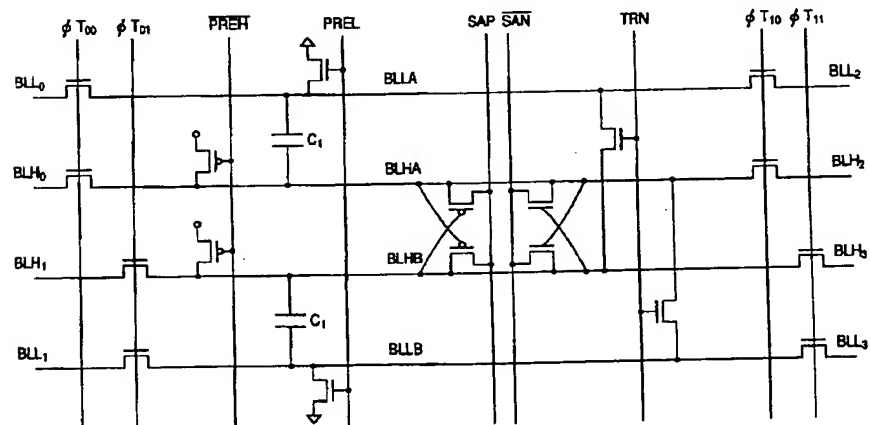 φ T00 φ TD1 PREH PREL SAP SAN TRN φ T10 φ T11
BLL0 BLLA BLL2
C1
BLH0 BLHA BLH2
BLH1 BLHB BLH3
C1
BLL1 BLLB BLL3